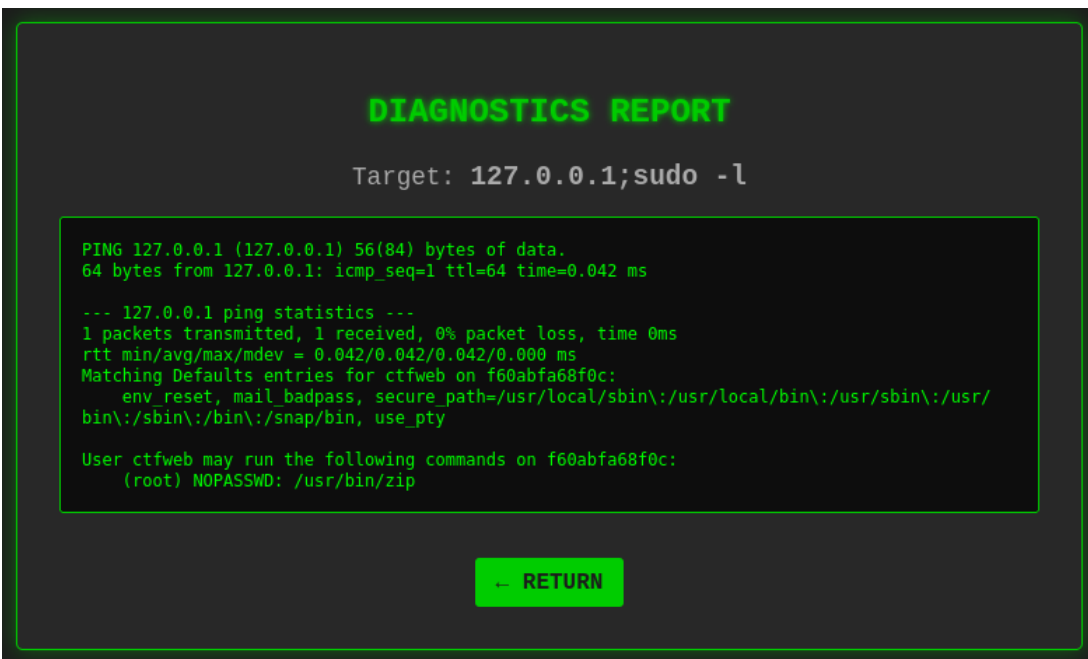 DIAGNOSTICS REPORT
Target: 127.0.0.1;sudo -l
PING 127.0.0.1 (127.0.0.1) 56(84) bytes of data.
64 bytes from 127.0.0.1: icmp_seq=1 ttl=64 time=0.042 ms
--- 127.0.0.1 ping statistics ---
1 packets transmitted, 1 received, 0% packet loss, time 0ms
rtt min/avg/max/mdev = 0.042/0.042/0.042/0.000 ms
Matching Defaults entries for ctfweb on f60abfa68f0c:
    env_reset, mail_badpass, secure_path=/usr/local/sbin\:/usr/local/bin\:/usr/sbin\:/usr/
bin\:/sbin\:/bin\:/snap/bin, use_pty
User ctfweb may run the following commands on f60abfa68f0c:
    (root) NOPASSWD: /usr/bin/zip
← RETURN